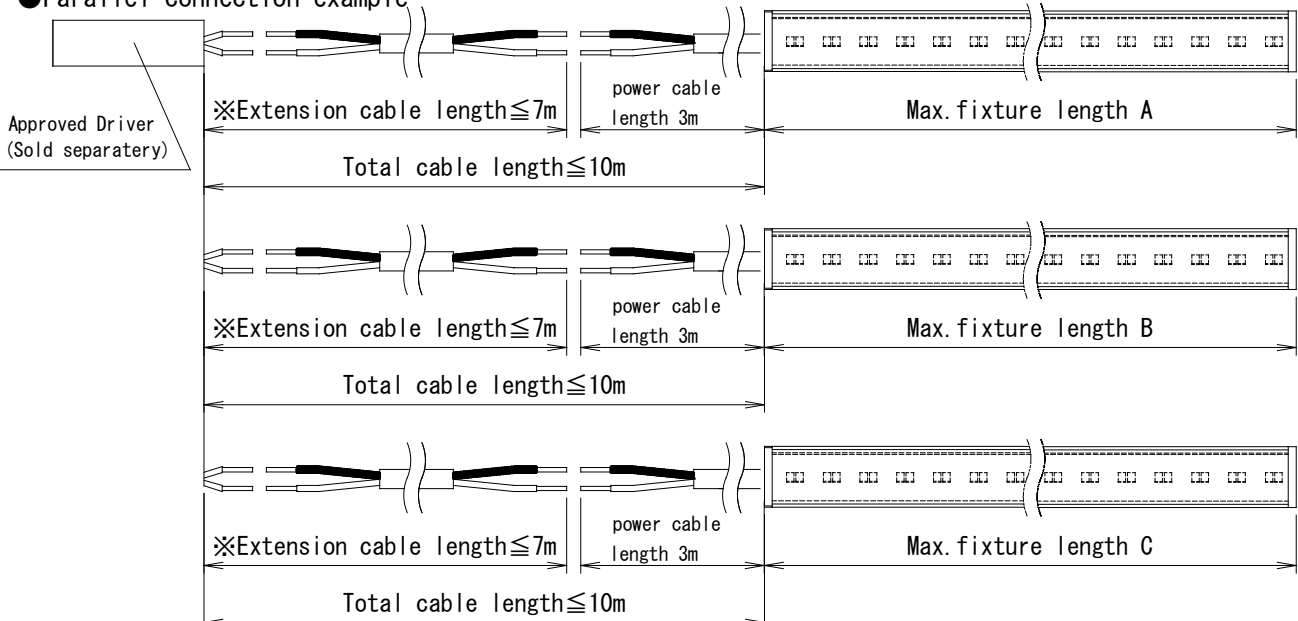 ●Parallel connection example
Approved Driver
(Sold separatery)
※Extension cable length≦7m
power cable
length 3m
Max.fixture length A
Total cable length≦10m
※Extension cable length≦7m
power cable
length 3m
Max.fixture length B
Total cable length≦10m
※Extension cable length≦7m
power cable
length 3m
Max.fixture length C
Total cable length≦10m